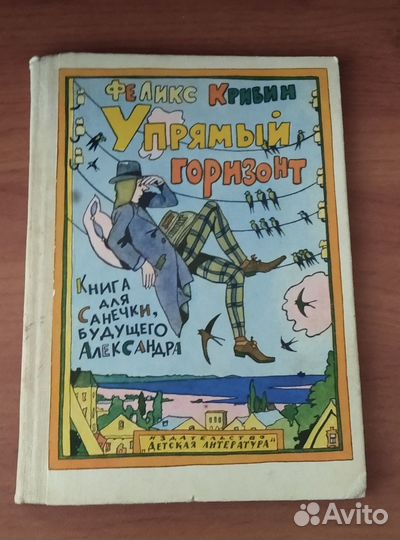 Феликс Кривин
Упрямый
горизонт
Книга
для
Санечки,
будущего
Александра
издательство
"Детская литература"
Avito